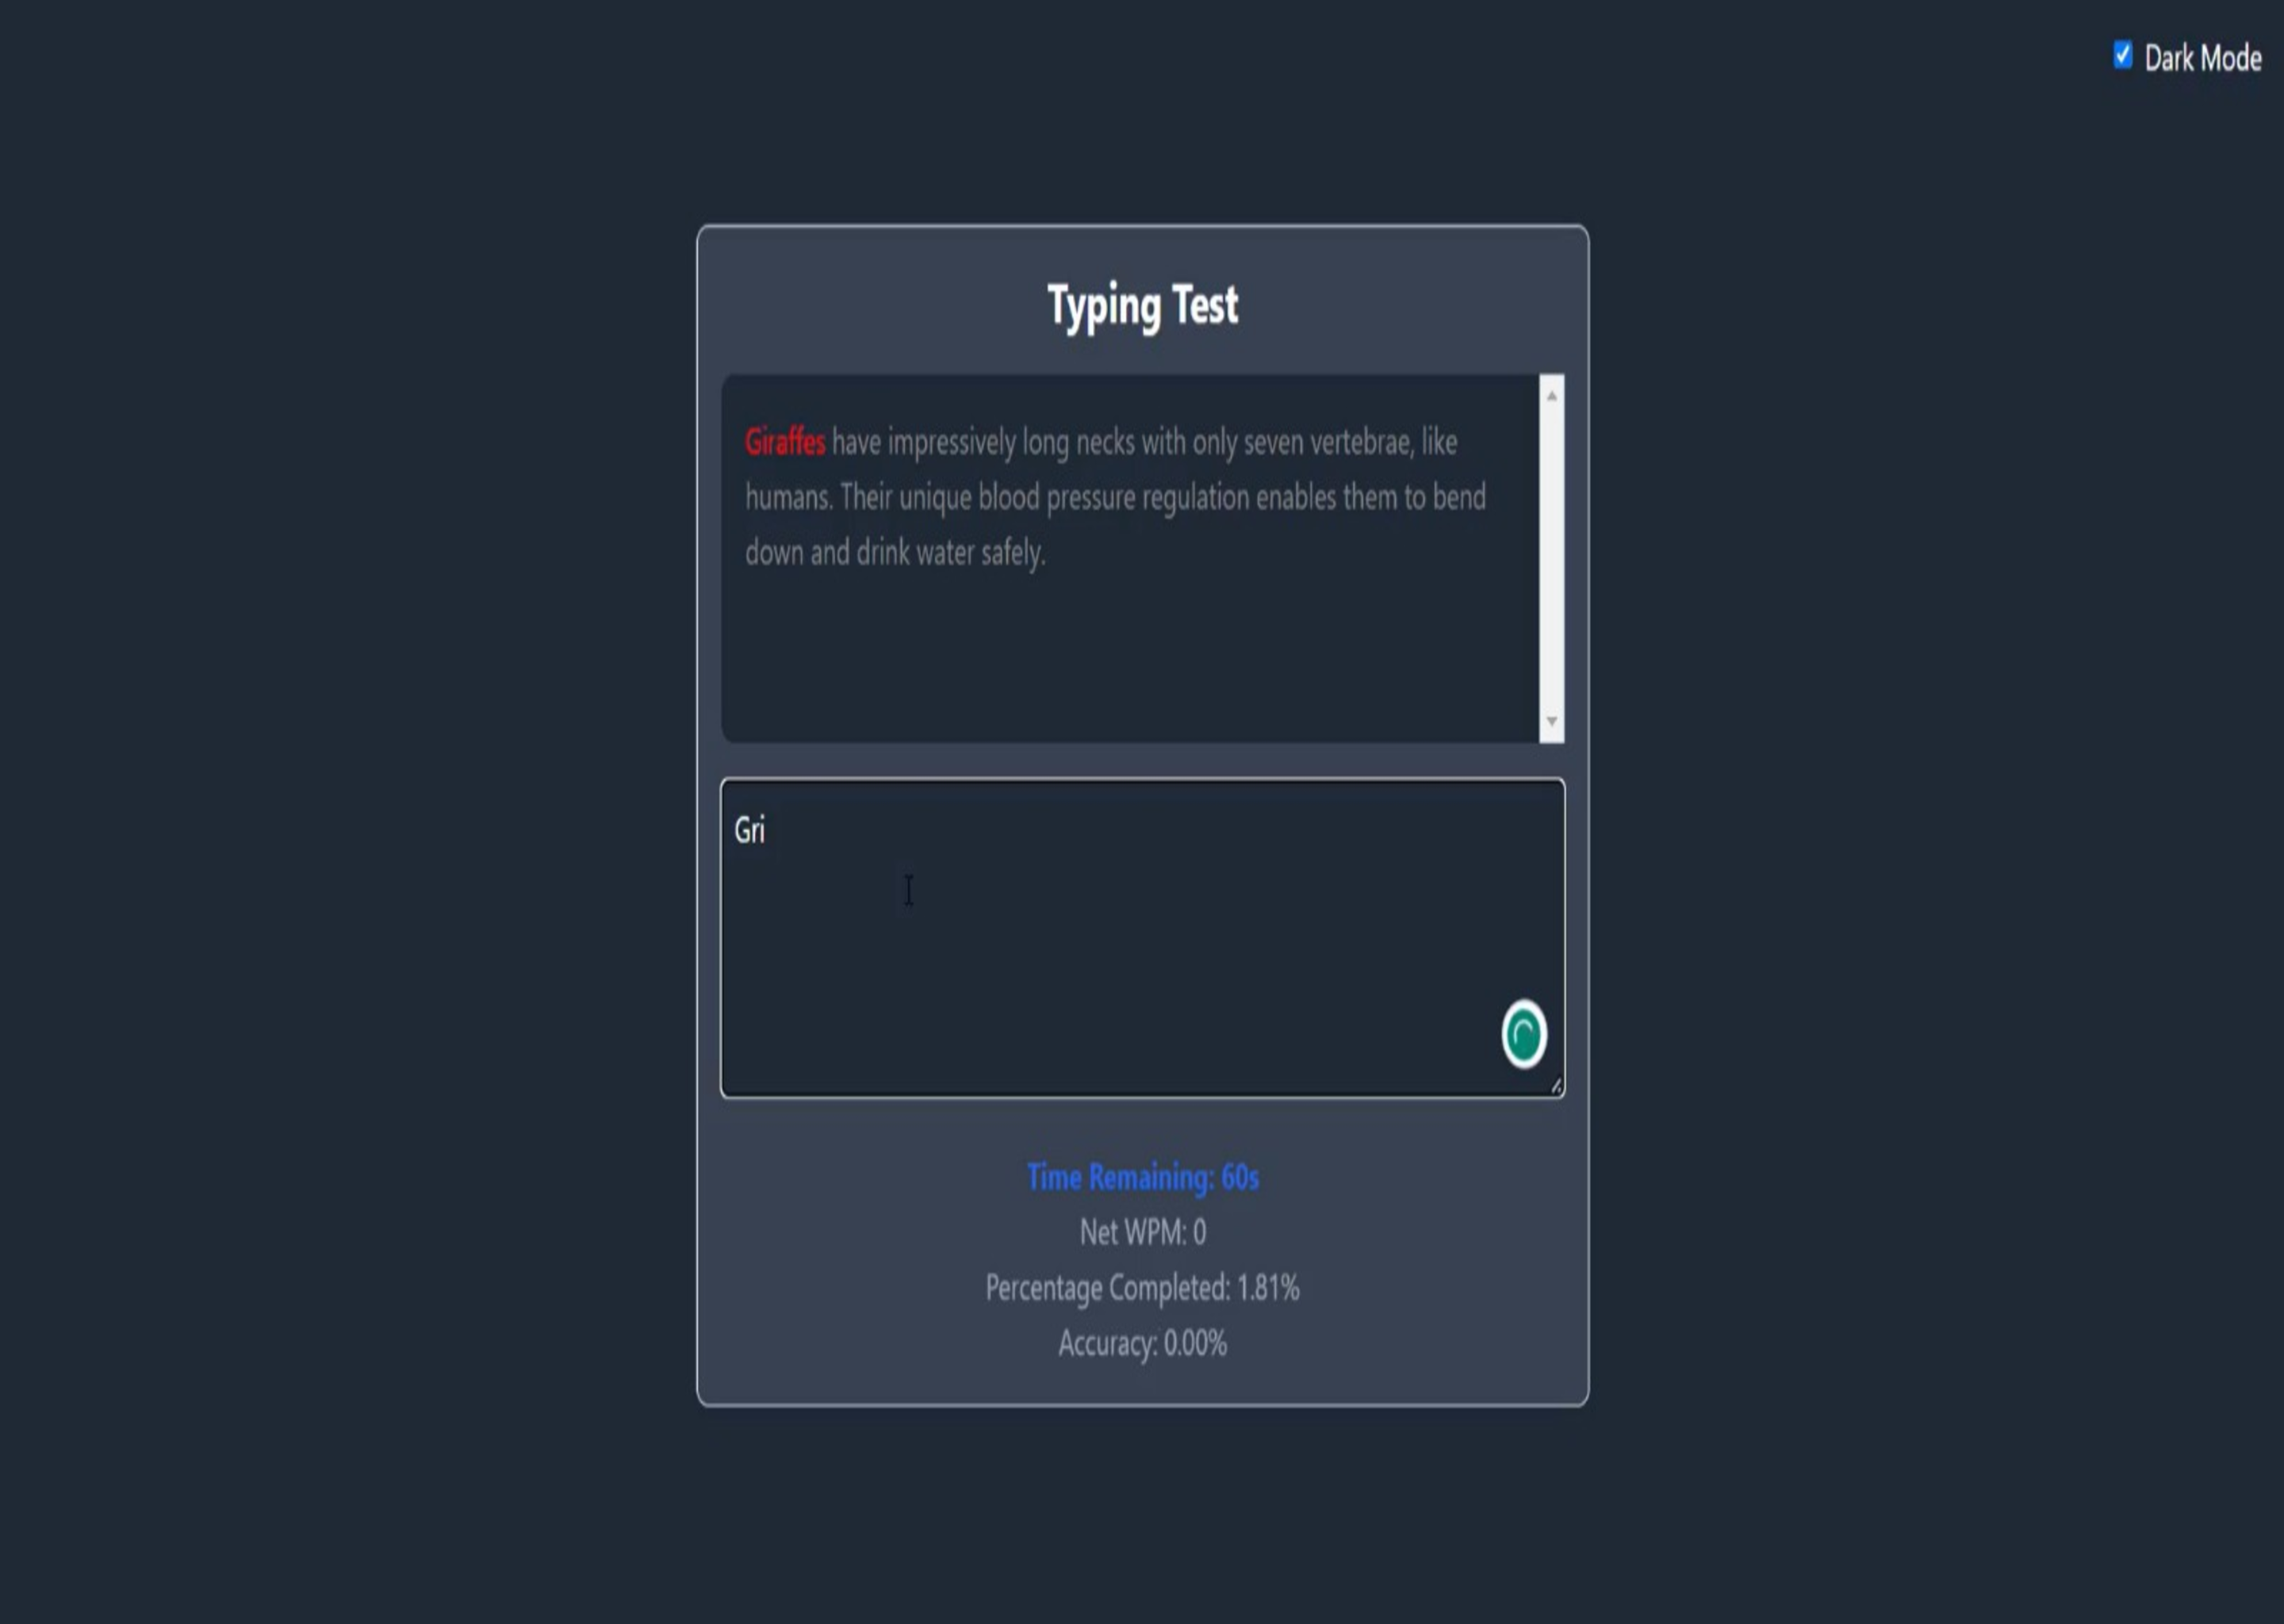 Dark Mode
Typing Test
Giraffes have impressively long necks with only seven vertebrae, like
humans. Their unique blood pressure regulation enables them to bend
down and drink water safely.
Gri
Time Remaining: 60s
Net WPM: 0
Percentage Completed: 1.81%
Accuracy: 0.00%